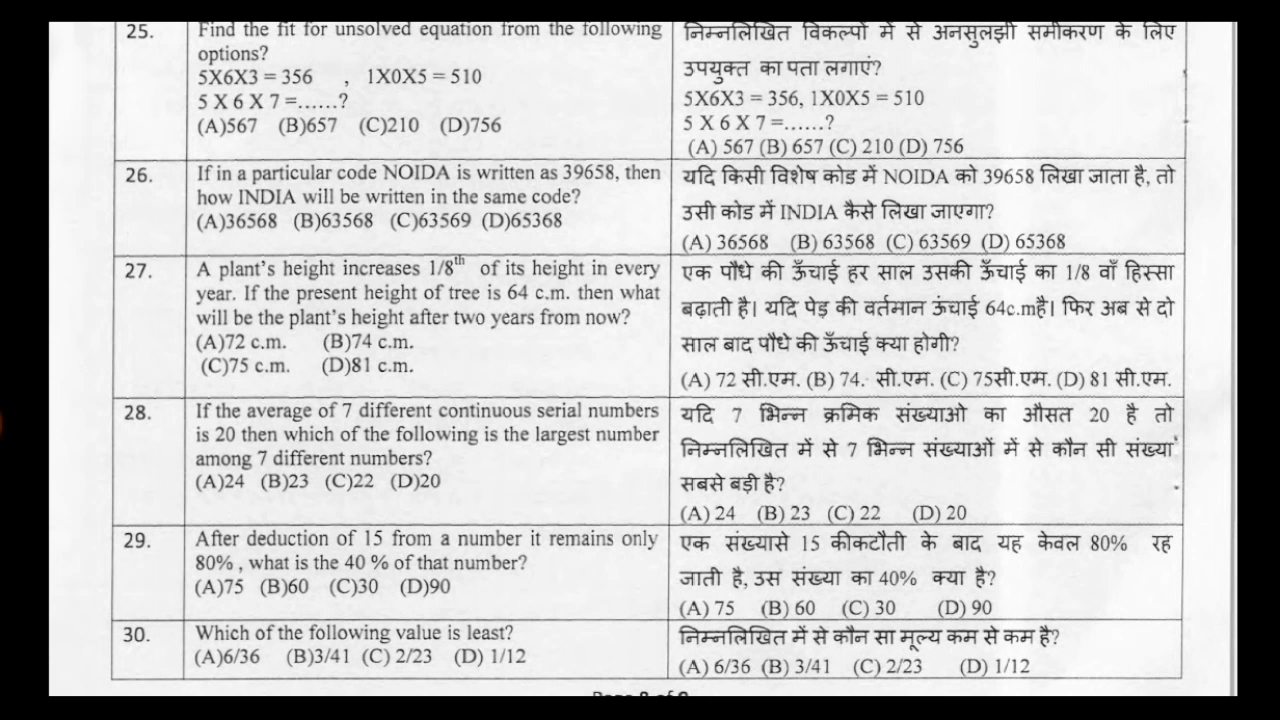 25.
Find the fit for unsolved equation from the following
options?
5X6X3 = 356 , 1X0X5 = 510
5 X 6 X 7 =......?
(A)567 (B)657 (C)210 (D)756
निम्नलिखित विकल्पों में से अनसुलझी समीकरण के लिए
उपयुक्त का पता लगाएं?
5X6X3 = 356, 1X0X5 = 510
5 X 6 X 7 =......?
(A) 567 (B) 657 (C) 210 (D) 756
26.
If in a particular code NOIDA is written as 39658, then
how INDIA will be written in the same code?
(A)36568 (B)63568 (C)63569 (D)65368
यदि किसी विशेष कोड में NOIDA को 39658 लिखा जाता है, तो
उसी कोड में INDIA कैसे लिखा जाएगा?
(A) 36568 (B) 63568 (C) 63569 (D) 65368
27.
A plant's height increases 1/8th of its height in every
year. If the present height of tree is 64 c.m. then what
will be the plant's height after two years from now?
(A)72 c.m. (B)74 c.m.
(C)75 c.m. (D)81 c.m.
एक पौधे की ऊँचाई हर साल उसकी ऊँचाई का 1/8 वाँ हिस्सा
बढ़ाती है। यदि पेड़ की वर्तमान ऊंचाई 64c.mहै। फिर अब से दो
साल बाद पौधे की ऊँचाई क्या होगी?
(A) 72 सी.एम. (B) 74. सी.एम. (C) 75सी.एम. (D) 81 सी.एम.
28.
If the average of 7 different continuous serial numbers
is 20 then which of the following is the largest number
among 7 different numbers?
(A)24 (B)23 (C)22 (D)20
यदि 7 भिन्न क्रमिक संख्याओ का औसत 20 है तो
निम्नलिखित में से 7 भिन्न संख्याओं में से कौन सी संख्या
सबसे बड़ी है?
(A) 24 (B) 23 (C) 22 (D) 20
29.
After deduction of 15 from a number it remains only
80% , what is the 40 % of that number?
(A)75 (B)60 (C)30 (D)90
एक संख्यासे 15 कीकटौती के बाद यह केवल 80% रह
जाती है, उस संख्या का 40% क्या है?
(A) 75 (B) 60 (C) 30 (D) 90
30.
Which of the following value is least?
(A)6/36 (B)3/41 (C) 2/23 (D) 1/12
निम्नलिखित में से कौन सा मूल्य कम से कम है?
(A) 6/36 (B) 3/41 (C) 2/23 (D) 1/12